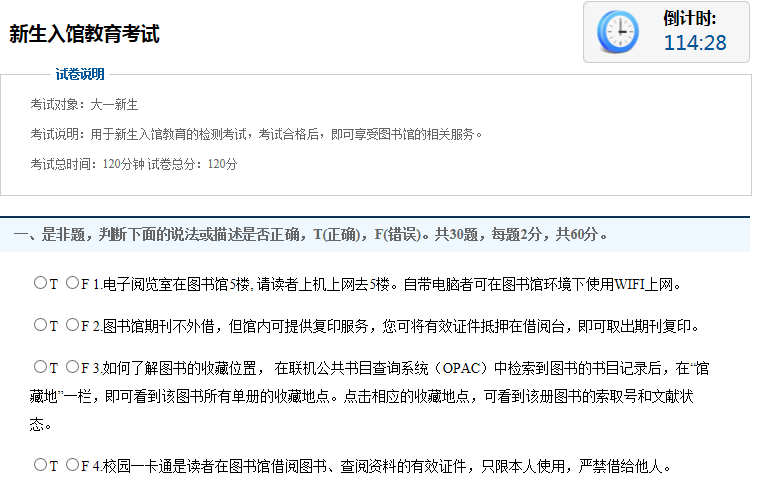 新生入馆教育考试
倒计时:
114:28
试卷说明
考试对象：大一新生
考试说明：用于新生入馆教育的检测考试，考试合格后，即可享受图书馆的相关服务。
考试总时间：120分钟 试卷总分：120分
一、是非题，判断下面的说法或描述是否正确，T(正确)，F(错误)。共30题，每题2分，共60分。
T F 1.电子阅览室在图书馆5楼, 请读者上机上网去5楼。自带电脑者可在图书馆环境下使用WIFI上网。
T F 2.图书馆期刊不外借，但馆内可提供复印服务，您可将有效证件抵押在借阅台，即可取出期刊复印。
T F 3.如何了解图书的收藏位置， 在联机公共书目查询系统（OPAC）中检索到图书的书目记录后，在“馆
藏地”一栏，即可看到该图书所有单册的收藏地点。点击相应的收藏地点，可看到该册图书的索取号和文献状
态。
T F 4.校园一卡通是读者在图书馆借阅图书、查阅资料的有效证件，只限本人使用，严禁借给他人。